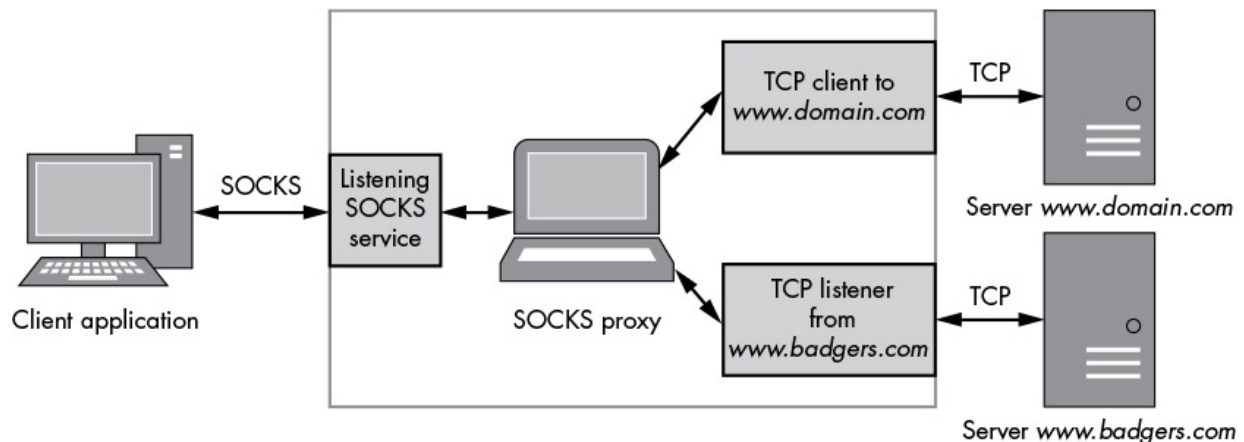 Client application
SOCKS
Listening
SOCKS
service
SOCKS proxy
TCP client to
www.domain.com
TCP
Server www.domain.com
TCP listener
from
www.badgers.com
TCP
Server www.badgers.com